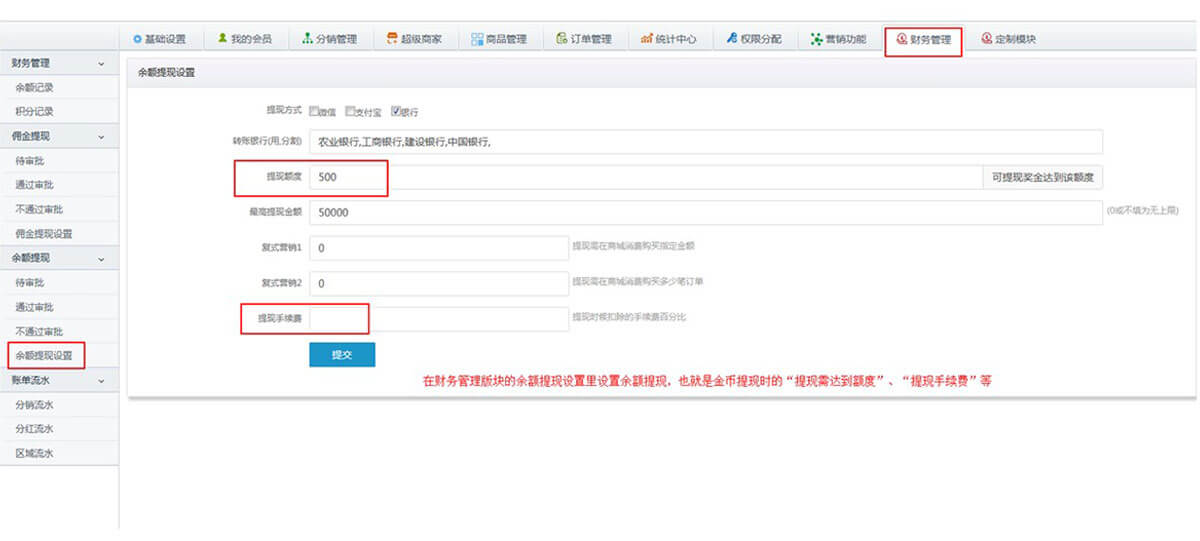 基础设置 我的会员 分销管理 超级商家 商品管理 订单管理 统计中心 权限分配 营销功能 财务管理 定制模块
财务管理
余额记录
积分记录
佣金提现
待审批
通过审批
不通过审批
佣金提现设置
余额提现
待审批
通过审批
不通过审批
余额提现设置
账单流水
分销流水
分红流水
区域流水
余额提现设置
提现方式 微信 支付宝 银行
转账银行(用,分割) 农业银行,工商银行,建设银行,中国银行,
提现额度 500 可提现奖金达到该额度
最高提现金额 50000 (0或不填为无上限)
复式营销1 0 提现需在商城消费购买指定金额
复式营销2 0 提现需在商城消费购买多少笔订单
提现手续费 提现时候扣除的手续费百分比
提交
在财务管理版块的余额提现设置里设置余额提现，也就是金币提现时的“提现需达到额度”、“提现手续费”等